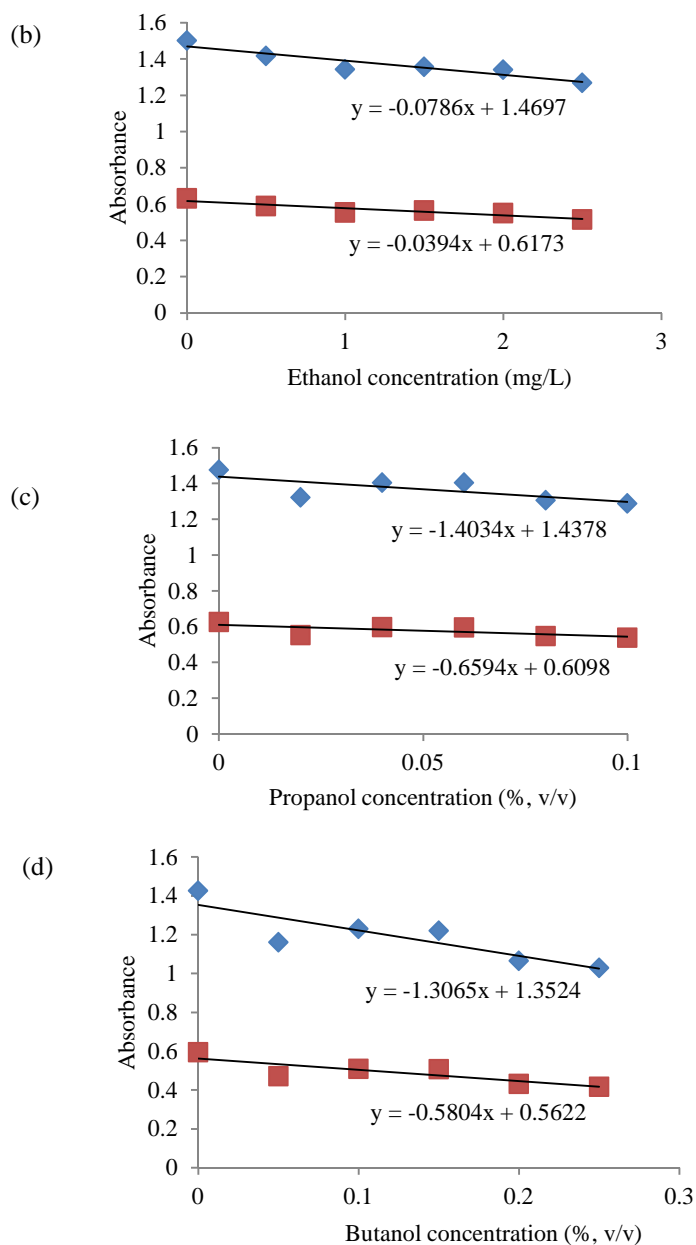 (b)
1.6
1.4
1.2
1
0.8
0.6
0.4
0.2
0
Absorbance
y = -0.0786x + 1.4697
y = -0.0394x + 0.6173
0 1 2 3
Ethanol concentration (mg/L)
(c)
1.6
1.4
1.2
1
0.8
0.6
0.4
0.2
0
Absorbance
y = -1.4034x + 1.4378
y = -0.6594x + 0.6098
0 0.05 0.1
Propanol concentration (%, v/v)
(d)
1.6
1.4
1.2
1
0.8
0.6
0.4
0.2
0
Absorbance
y = -1.3065x + 1.3524
y = -0.5804x + 0.5622
0 0.1 0.2 0.3
Butanol concentration (%, v/v)